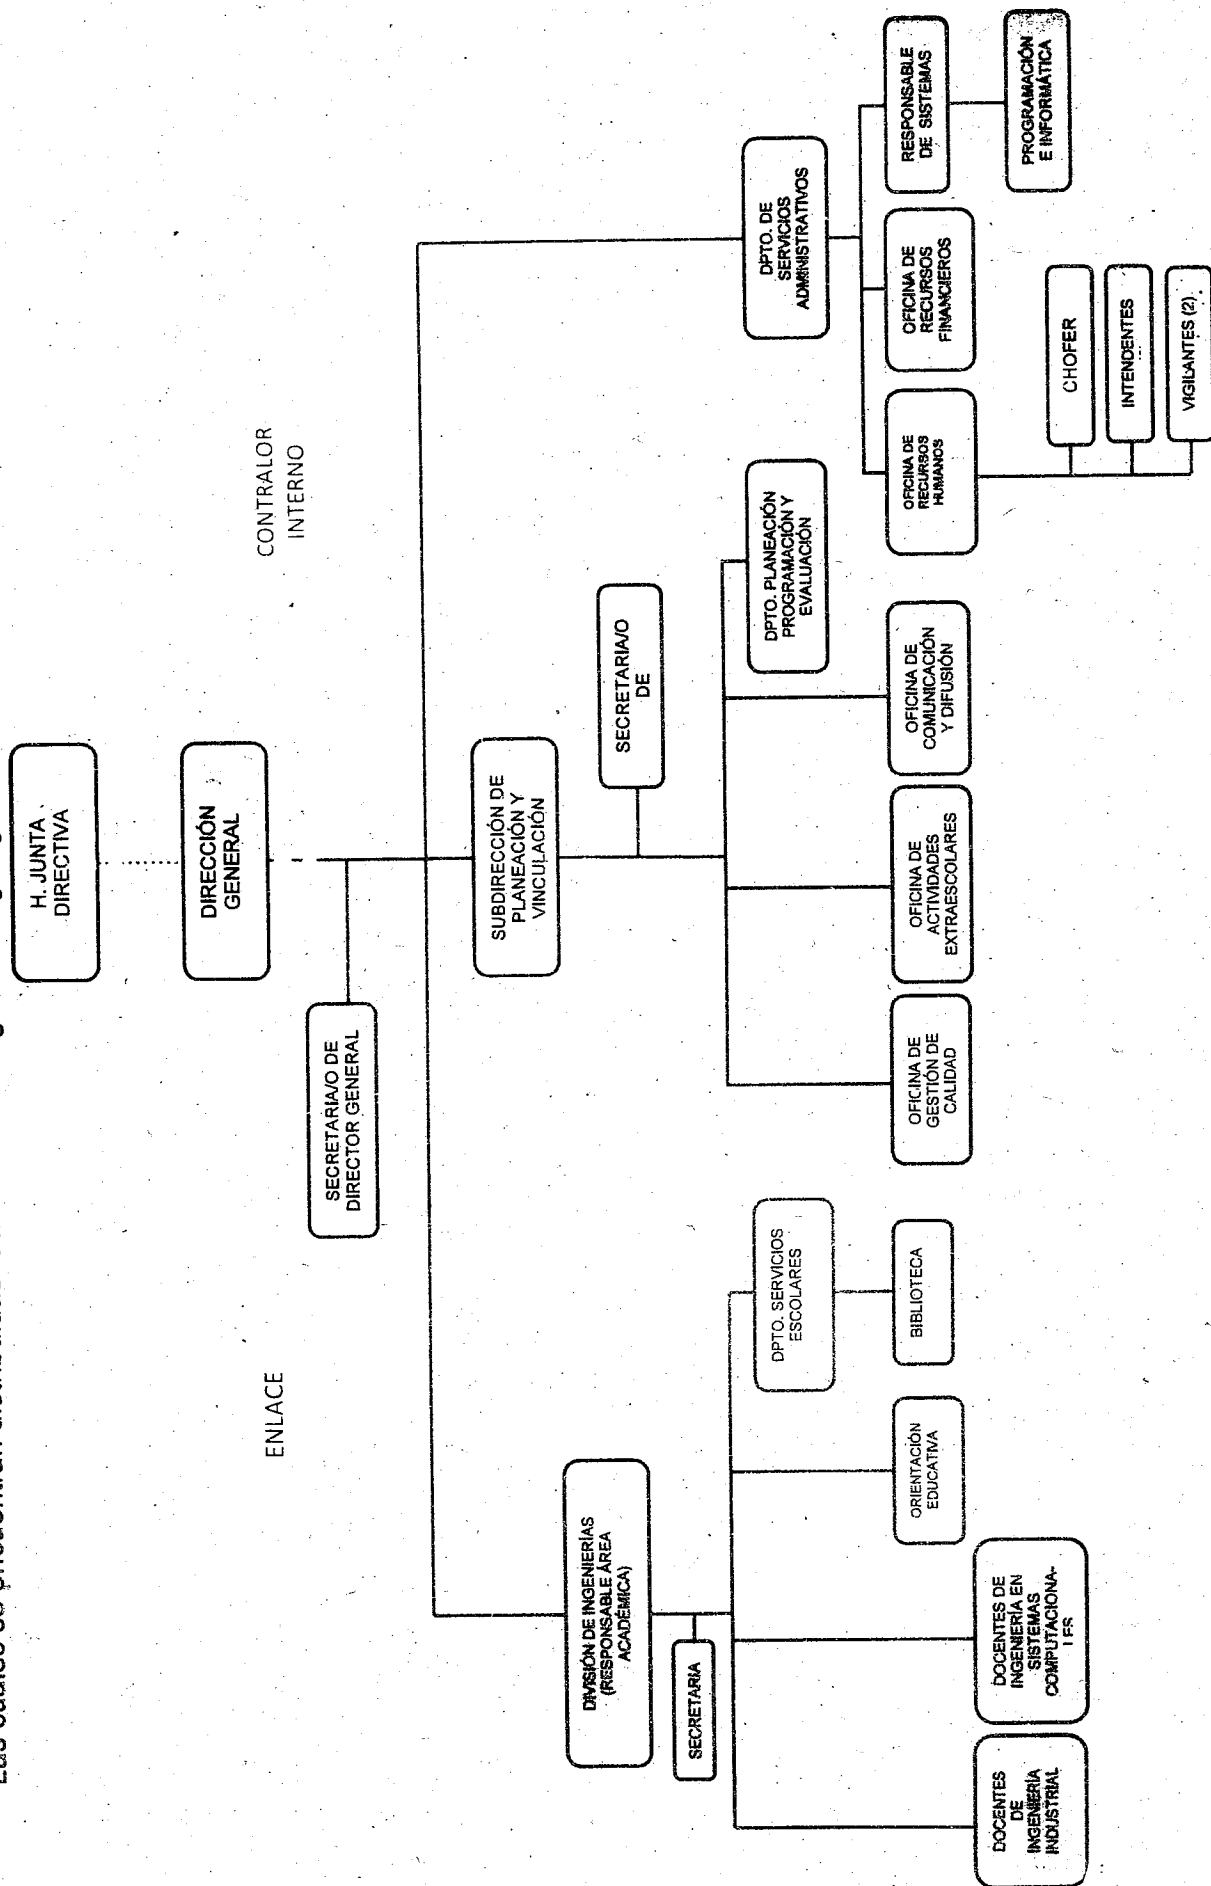 H. JUNTA
DIRECTIVA
DIRECCIÓN
GENERAL
ENLACE
CONTRALOR
INTERNO
SECRETARIA/O DE
DIRECTOR GENERAL
SUBDIRECCIÓN DE
PLANEACIÓN Y
VINCULACIÓN
SECRETARIA/O
DE
DIVISIÓN DE INGENIERÍAS
(RESPONSABLE ÁREA
ACADÉMICA)
SECRETARIA
DPTO. SERVICIOS
ESCOLARES
DPTO. PLANEACIÓN
PROGRAMACIÓN Y
EVALUACIÓN
DPTO. DE
SERVICIOS
ADMINISTRATIVOS
ORIENTACIÓN
EDUCATIVA
BIBLIOTECA
OFICINA DE
GESTIÓN DE
CALIDAD
OFICINA DE
ACTIVIDADES
EXTRAESCOLARES
OFICINA DE
COMUNICACIÓN
Y DIFUSIÓN
OFICINA DE
RECURSOS
HUMANOS
OFICINA DE
RECURSOS
FINANCIEROS
RESPONSABLE
DE SISTEMAS
DOCENTES
DE
INGENIERÍA
INDUSTRIAL
DOCENTES DE
INGENIERÍA EN
SISTEMAS
COMPUTACIONA-
LES
PROGRAMACIÓN
E INFORMÁTICA
CHOFER
INTENDENTES
VIGILANTES (2)